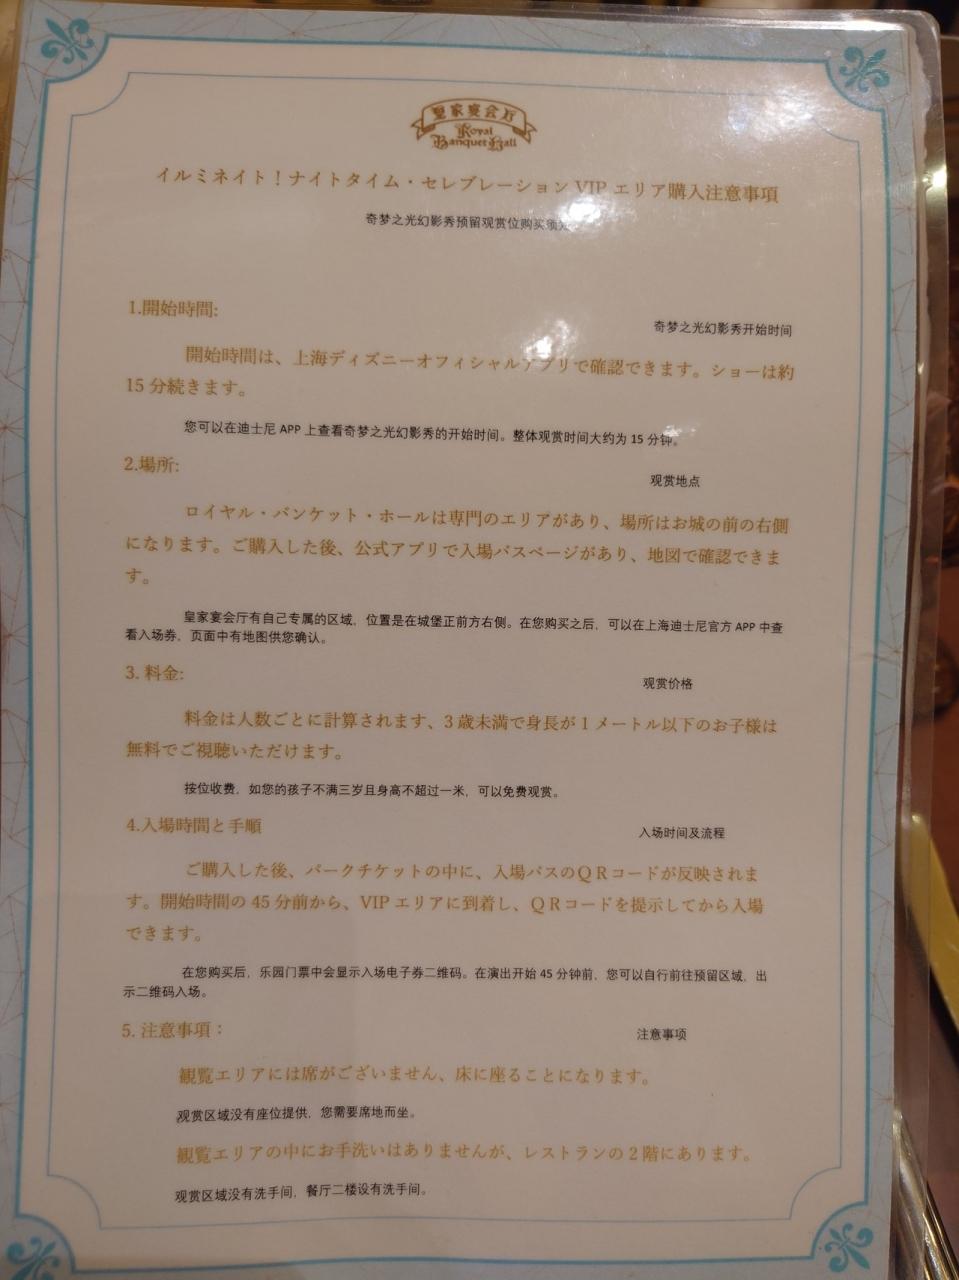 皇家宴会厅
Royal
Banquet Hall
イルミネイト！ナイトタイム・セレブレーション VIP エリア購入注意事項
奇梦之光幻影秀预留观赏位购买须知
1.開始時間:
奇梦之光幻影秀开始时间
開始時間は、上海ディズニーオフィシャルアプリで確認できます。ショーは約
15 分続きます。
您可以在迪士尼 APP 上查看奇梦之光幻影秀的开始时间。整体观赏时间大约为 15 分钟。
2.場所:
观赏地点
ロイヤル・バンケット・ホールは専門のエリアがあり、場所はお城の前の右側
になります。ご購入した後、公式アプリで入場パスページがあり、地図で確認できま
す。
皇家宴会厅有自己专属的区域，位置是在城堡正前方右侧。在您购买之后，可以在上海迪士尼官方 APP 中查
看入场券，页面中有地图供您确认。
3. 料金:
观赏价格
料金は人数ごとに計算されます、3 歳未満で身長が 1 メートル以下のお子様は
無料でご視聴いただけます。
按位收费，如您的孩子不满三岁且身高不超过一米，可以免费观赏。
4.入場時間と手順
入场时间及流程
ご購入した後、パークチケットの中に、入場パスのＱＲコードが反映されま
す。開始時間の 45 分前から、VIP エリアに到着し、ＱＲコードを提示してから入場
できます。
在您购买后，乐园门票中会显示入场电子券二维码。在演出开始 45 分钟前，您可以自行前往预留区域，出
示二维码入场。
5. 注意事項：
注意事项
観覧エリアには席がございません、床に座ることになります。
观赏区域没有座位提供，您需要席地而坐。
観覧エリアの中にお手洗いはありませんが、レストランの 2 階にあります。
观赏区域没有洗手间，餐厅二楼设有洗手间。